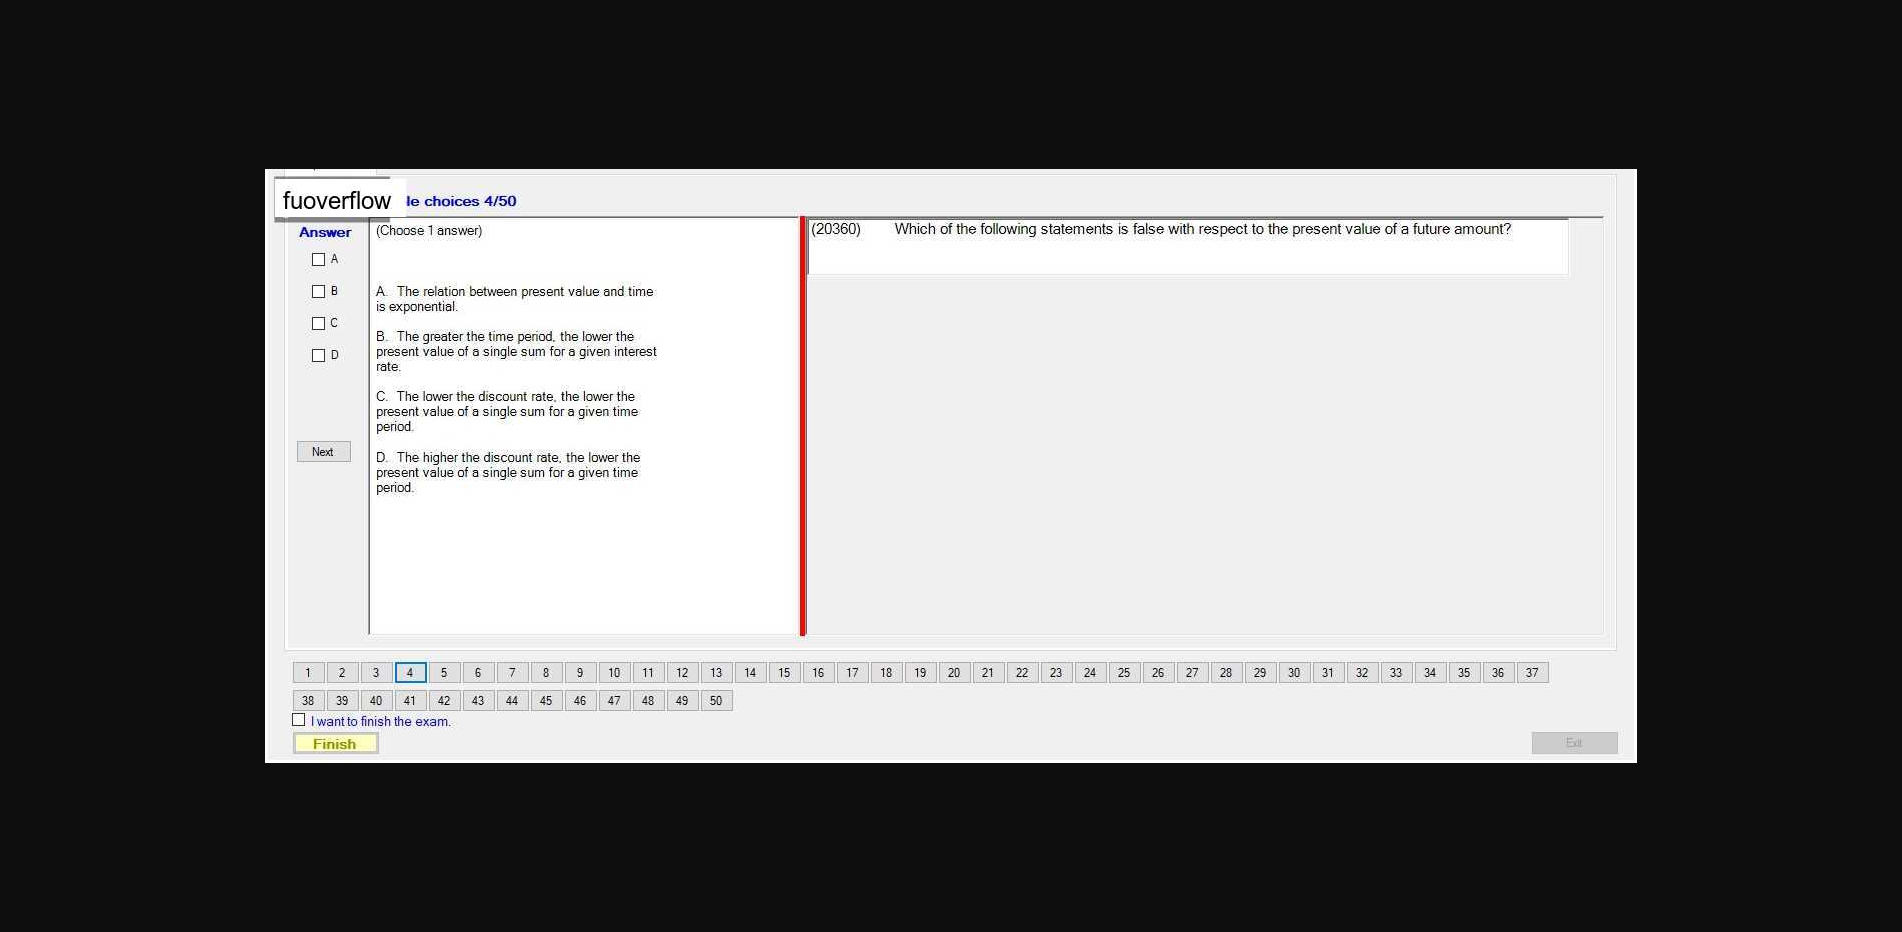 fuoverflow
le choices 4/50
Answer
(Choose 1 answer)
(20360) Which of the following statements is false with respect to the present value of a future amount?
A
B
C
D
A. The relation between present value and time
is exponential.
B. The greater the time period, the lower the
present value of a single sum for a given interest
rate.
C. The lower the discount rate, the lower the
present value of a single sum for a given time
period.
D. The higher the discount rate, the lower the
present value of a single sum for a given time
period.
Next
1 2 3 4 5 6 7 8 9 10 11 12 13 14 15 16 17 18 19 20 21 22 23 24 25 26 27 28 29 30 31 32 33 34 35 36 37
38 39 40 41 42 43 44 45 46 47 48 49 50
I want to finish the exam.
Finish
Exit